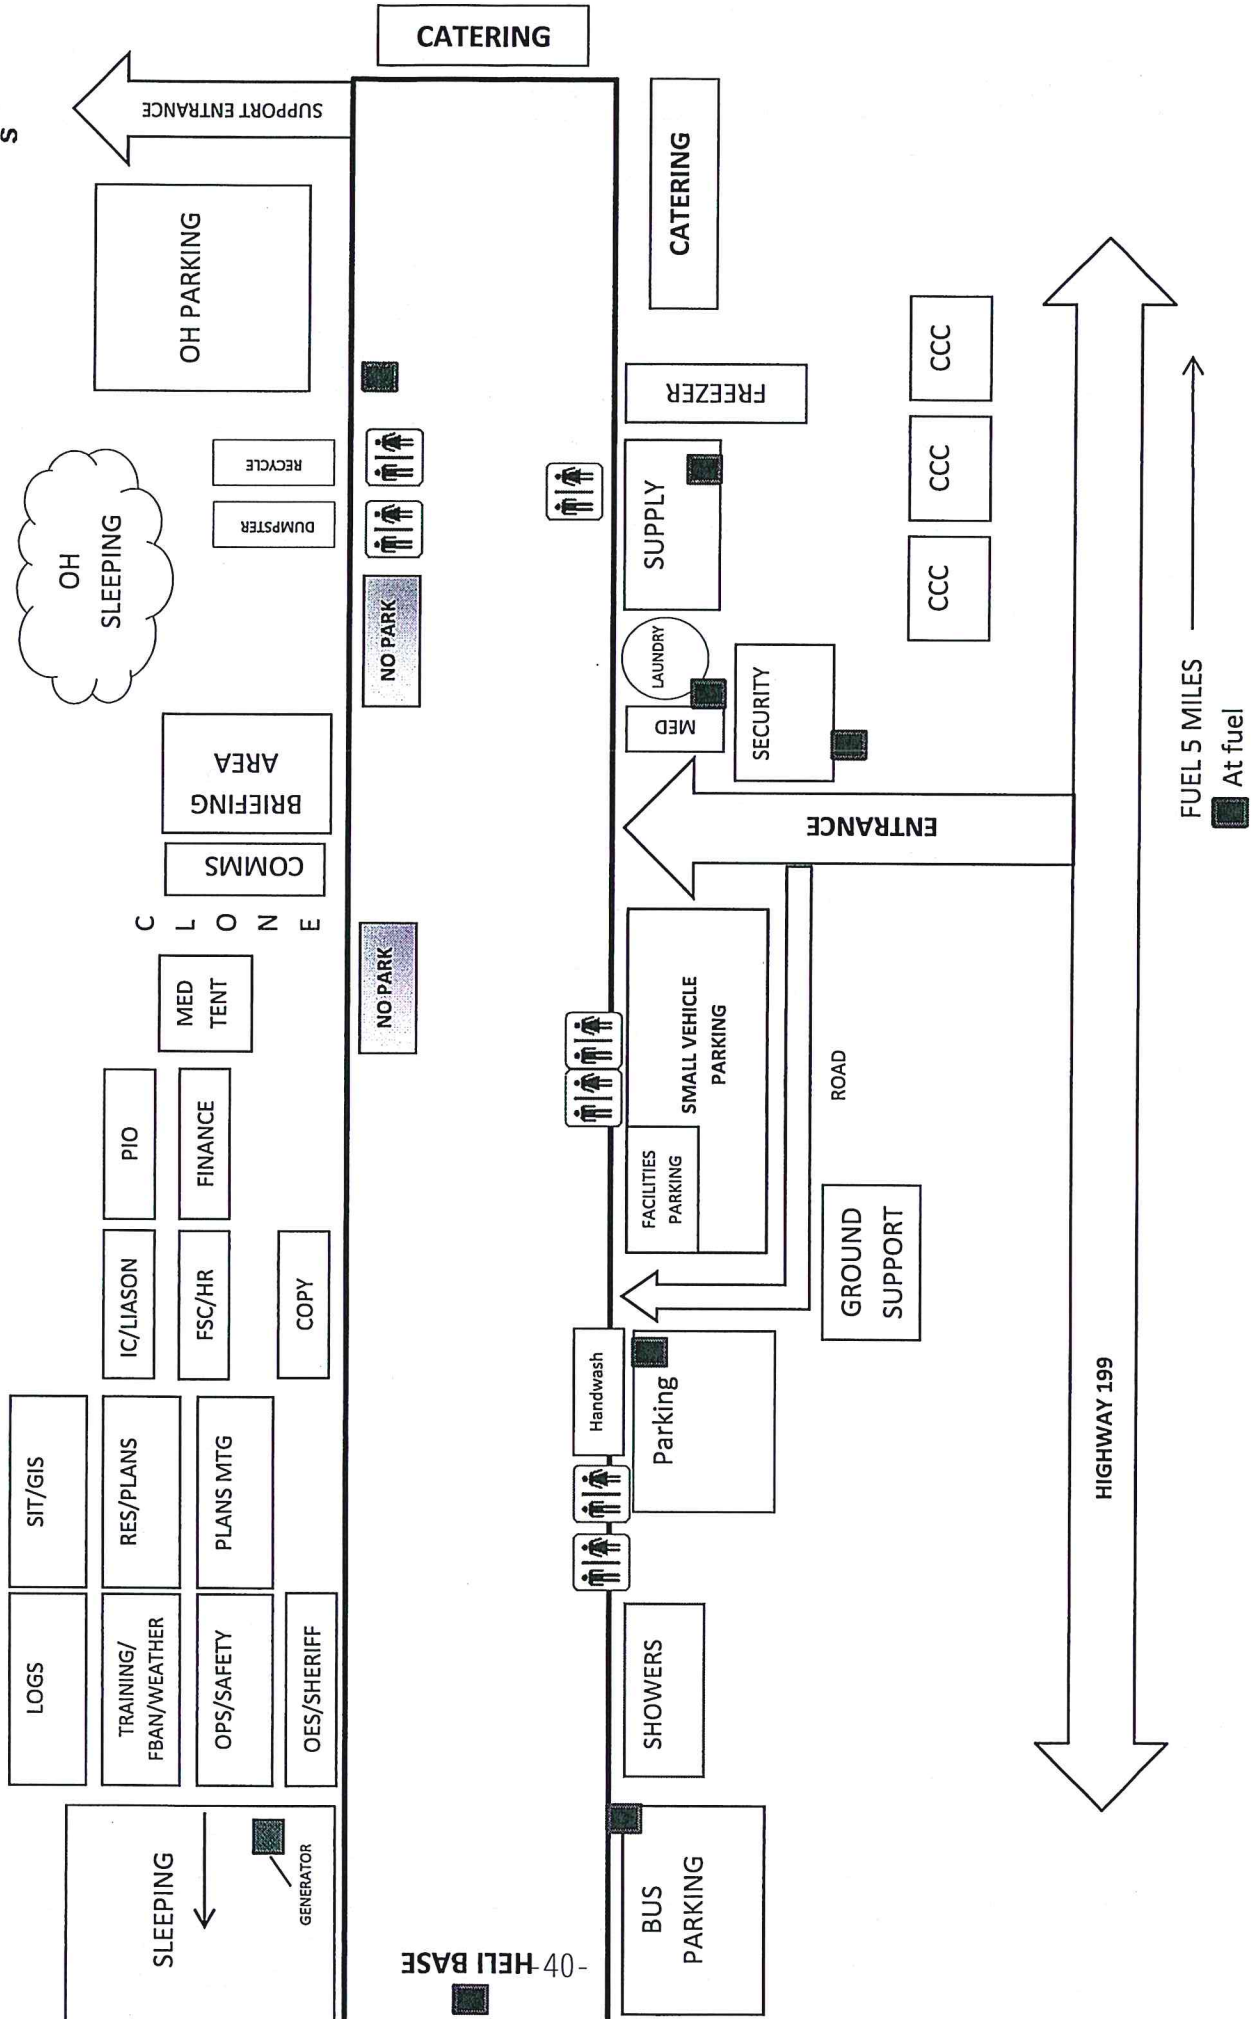 CATERING
SUPPORT ENTRANCE
S
OH PARKING
CATERING
RECYCLE
DUMPSTER
FREEZER
CCC
OH
SLEEPING
SUPPLY
CCC
NO PARK
LAUNDRY
CCC
BRIEFING
AREA
MED
SECURITY
FUEL 5 MILES
At fuel
COMMS
ENTRANCE
C
L
O
N
E
MED
TENT
NO PARK
SMALL VEHICLE
PARKING
ROAD
PIO
FINANCE
FACILITIES
PARKING
GROUND
SUPPORT
IC/LIASON
FSC/HR
COPY
Handwash
Parking
HIGHWAY 199
SIT/GIS
RES/PLANS
PLANS MTG
LOGS
TRAINING/
FBAN/WEATHER
OPS/SAFETY
OES/SHERIFF
SHOWERS
SLEEPING
GENERATOR
HELI BASE
-40-
BUS
PARKING